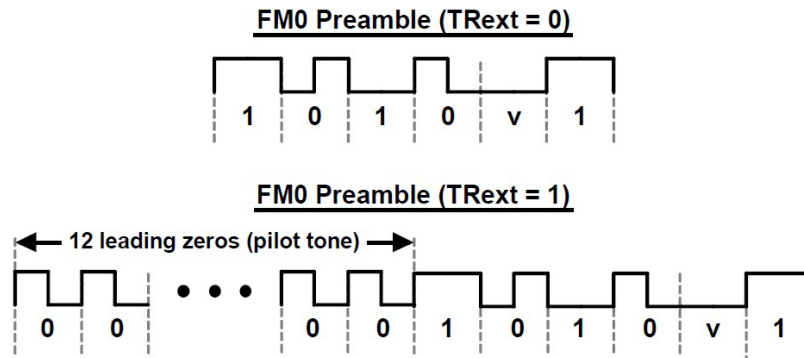 FM0 Preamble (TRext = 0)
1 0 1 0 v 1
FM0 Preamble (TRext = 1)
12 leading zeros (pilot tone)
0 0 • • • 0 0 1 0 1 0 v 1